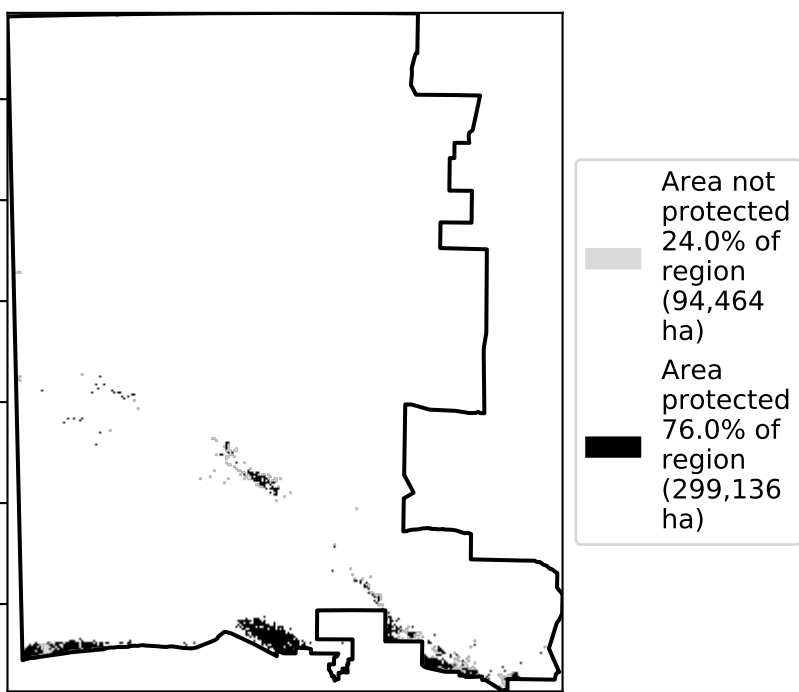 Area not
protected
24.0% of
region
(94,464
ha)
Area
protected
76.0% of
region
(299,136
ha)